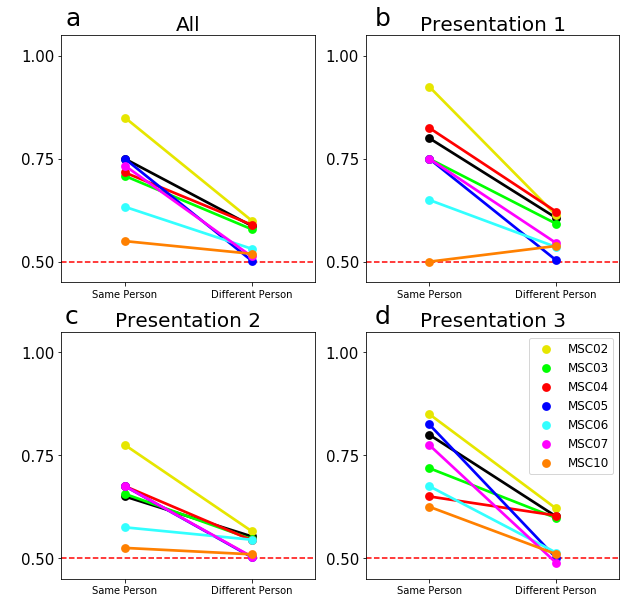 a All
1.00
0.75
0.50
Same Person Different Person
b Presentation 1
1.00
0.75
0.50
Same Person Different Person
c Presentation 2
1.00
0.75
0.50
Same Person Different Person
d Presentation 3
1.00
0.75
0.50
Same Person Different Person
MSC02
MSC03
MSC04
MSC05
MSC06
MSC07
MSC10